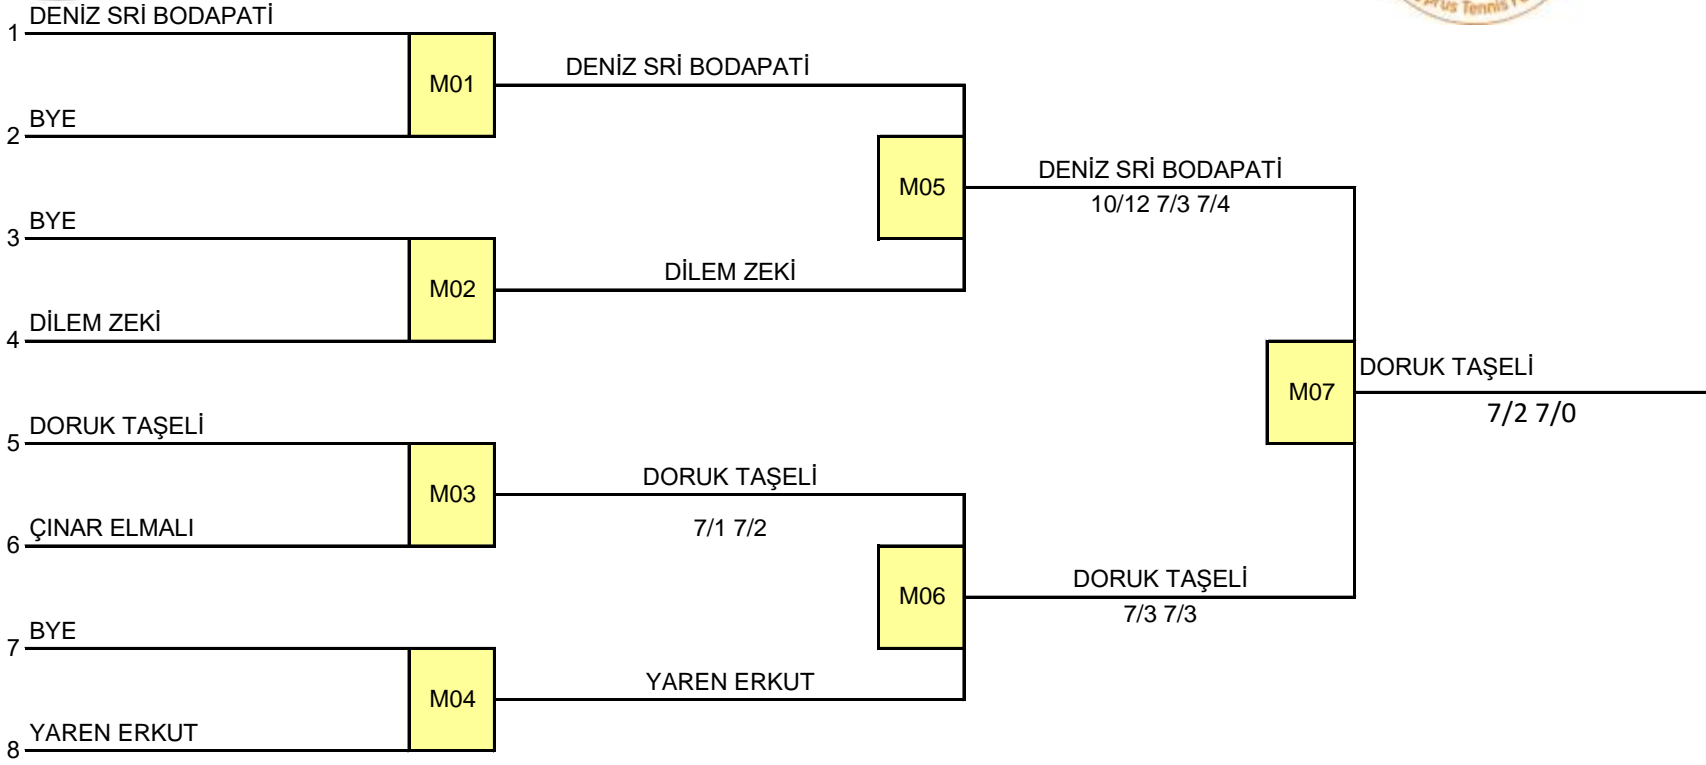 DENİZ SRİ BODAPATİ
1
M01
DENİZ SRİ BODAPATİ
BYE
2
M05
DENİZ SRİ BODAPATİ
10/12 7/3 7/4
BYE
3
M02
DİLEM ZEKİ
DİLEM ZEKİ
4
M07
DORUK TAŞELİ
7/2 7/0
DORUK TAŞELİ
5
M03
DORUK TAŞELİ
7/1 7/2
ÇINAR ELMALI
6
M06
DORUK TAŞELİ
7/3 7/3
BYE
7
M04
YAREN ERKUT
YAREN ERKUT
8
Tennis